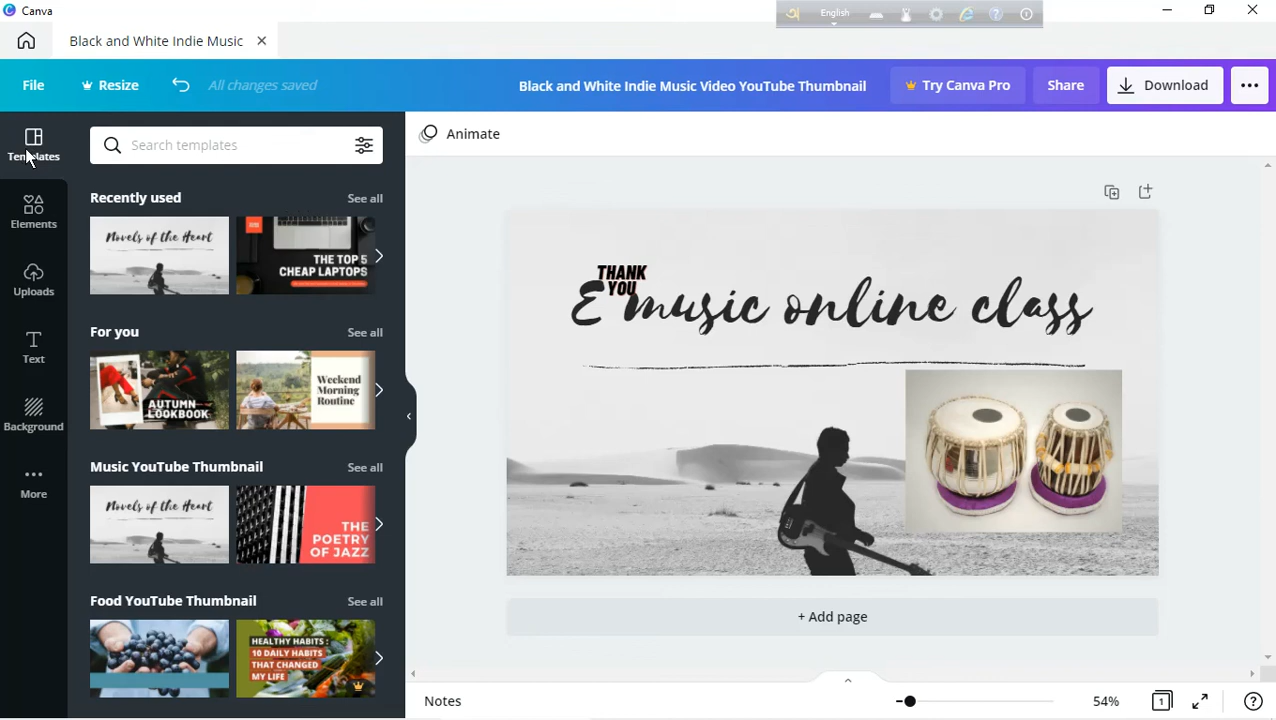 Canva
অ English
Black and White Indie Music
File Resize All changes saved Black and White Indie Music Video YouTube Thumbnail Try Canva Pro Share Download
Templates
Elements
Uploads
Text
Background
More
Search templates
Recently used See all
Novels of the Heart
THE TOP 5
CHEAP LAPTOPS
For you See all
AUTUMN
LOOKBOOK
Weekend
Morning
Routine
Music YouTube Thumbnail See all
Novels of the Heart
THE
POETRY
OF JAZZ
Food YouTube Thumbnail See all
HEALTHY HABITS :
10 DAILY HABITS
THAT CHANGED
MY LIFE
Animate
THANK
YOU
E music online class
+ Add page
Notes 54% 1